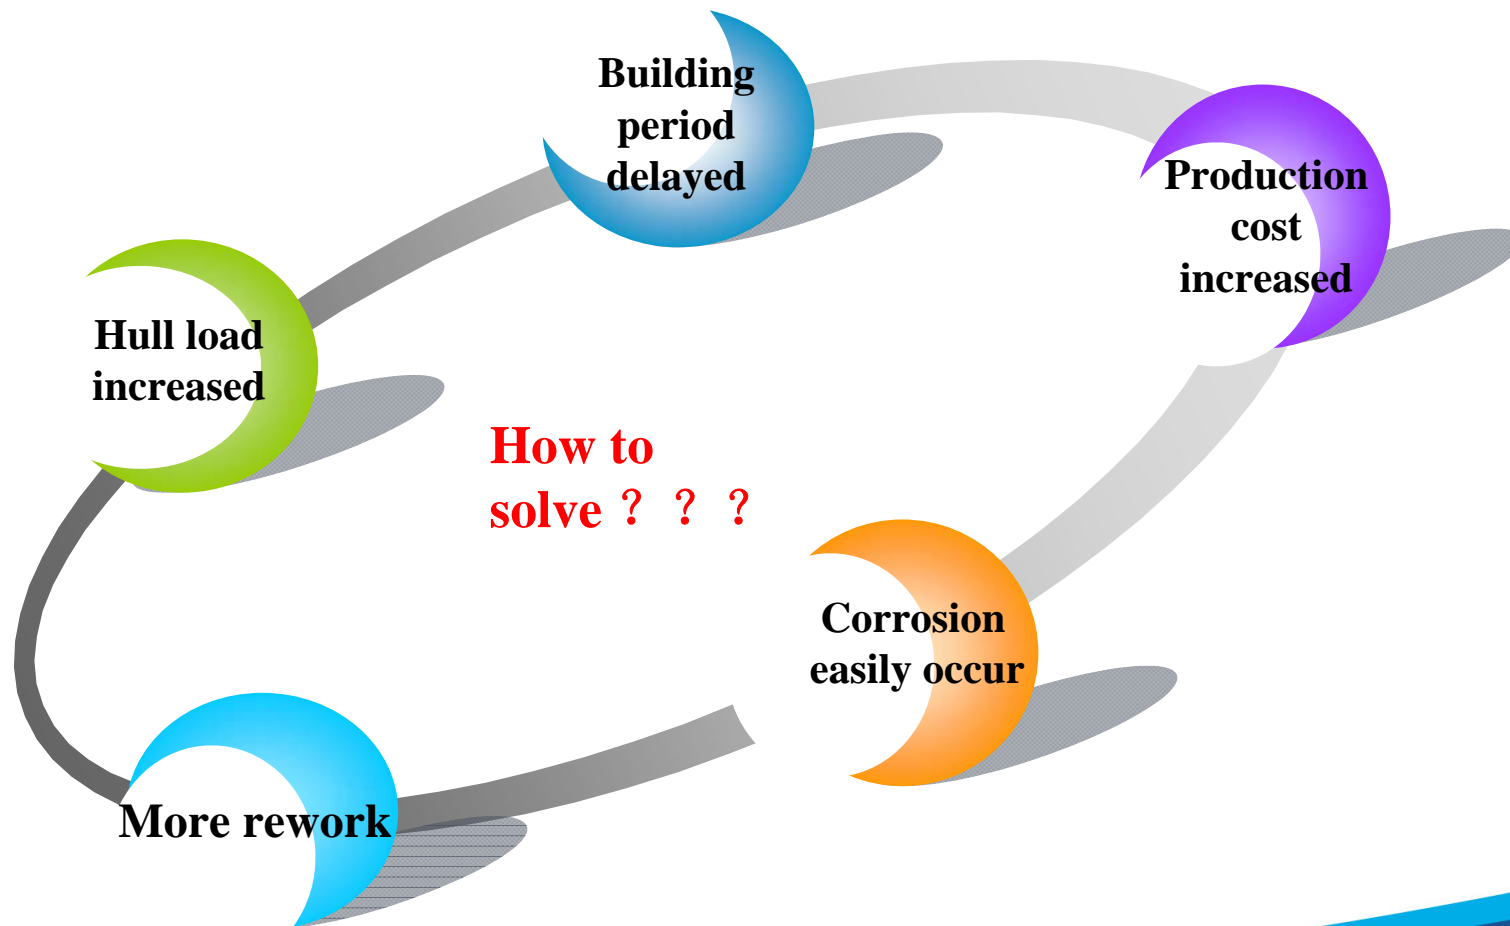 Building
period
delayed
Production
cost
increased
Hull load
increased
How to
solve？？？
Corrosion
easily occur
More rework